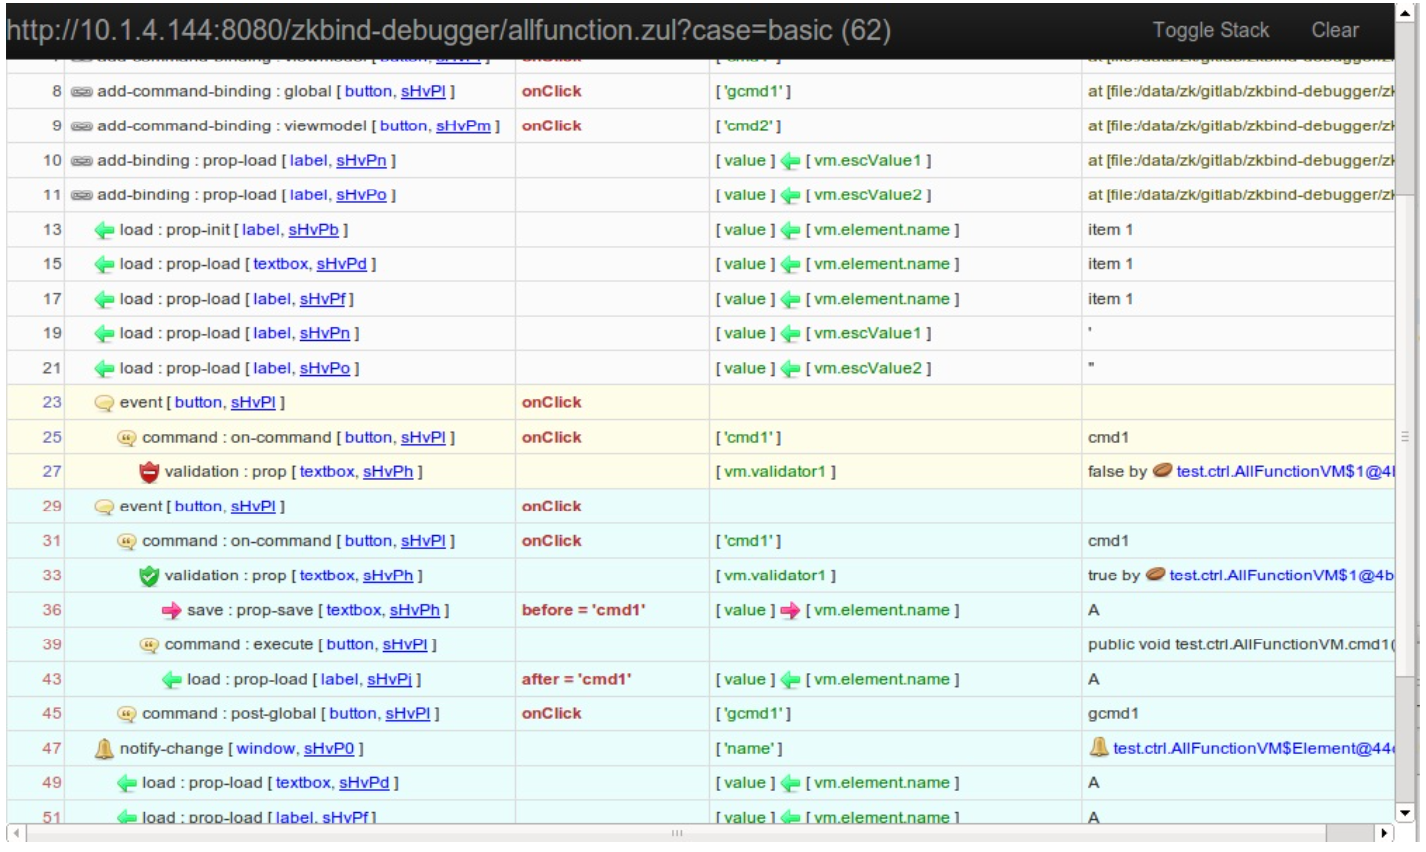 http://10.1.4.144:8080/zkbind-debugger/allfunction.zul?case=basic (62) Toggle Stack Clear
8 add-command-binding : global [ button, sHvPl ] onClick [ 'gcmd1' ] at [file:/data/zk/gitlab/zkbind-debugger/zk
9 add-command-binding : viewmodel [ button, sHvPm ] onClick [ 'cmd2' ] at [file:/data/zk/gitlab/zkbind-debugger/zk
10 add-binding : prop-load [ label, sHvPn ] [ value ] [ vm.escValue1 ] at [file:/data/zk/gitlab/zkbind-debugger/zk
11 add-binding : prop-load [ label, sHvPo ] [ value ] [ vm.escValue2 ] at [file:/data/zk/gitlab/zkbind-debugger/zk
13 load : prop-init [ label, sHvPb ] [ value ] [ vm.element.name ] item 1
15 load : prop-load [ textbox, sHvPd ] [ value ] [ vm.element.name ] item 1
17 load : prop-load [ label, sHvPf ] [ value ] [ vm.element.name ] item 1
19 load : prop-load [ label, sHvPn ] [ value ] [ vm.escValue1 ] '
21 load : prop-load [ label, sHvPo ] [ value ] [ vm.escValue2 ] "
23 event [ button, sHvPl ] onClick
25 command : on-command [ button, sHvPl ] onClick [ 'cmd1' ] cmd1
27 validation : prop [ textbox, sHvPh ] [ vm.validator1 ] false by test.ctrl.AllFunctionVM$1@4
29 event [ button, sHvPl ] onClick
31 command : on-command [ button, sHvPl ] onClick [ 'cmd1' ] cmd1
33 validation : prop [ textbox, sHvPh ] [ vm.validator1 ] true by test.ctrl.AllFunctionVM$1@4b
36 save : prop-save [ textbox, sHvPh ] before = 'cmd1' [ value ] [ vm.element.name ] A
39 command : execute [ button, sHvPl ] public void test.ctrl.AllFunctionVM.cmd1(
43 load : prop-load [ label, sHvPj ] after = 'cmd1' [ value ] [ vm.element.name ] A
45 command : post-global [ button, sHvPl ] onClick [ 'gcmd1' ] gcmd1
47 notify-change [ window, sHvP0 ] [ 'name' ] test.ctrl.AllFunctionVM$Element@44
49 load : prop-load [ textbox, sHvPd ] [ value ] [ vm.element.name ] A
51 load : prop-load [ label, sHvPf ] [ value ] [ vm.element.name ] A